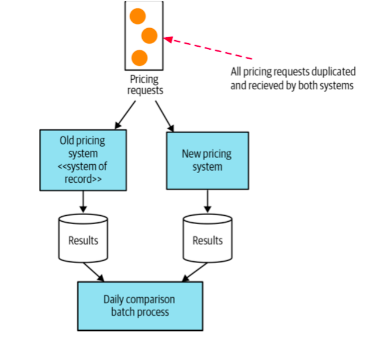 All pricing requests duplicated
and recieved by both systems
Pricing
requests
Old pricing
system
<<system of
record>>
New pricing
system
Results
Results
Daily comparison
batch process